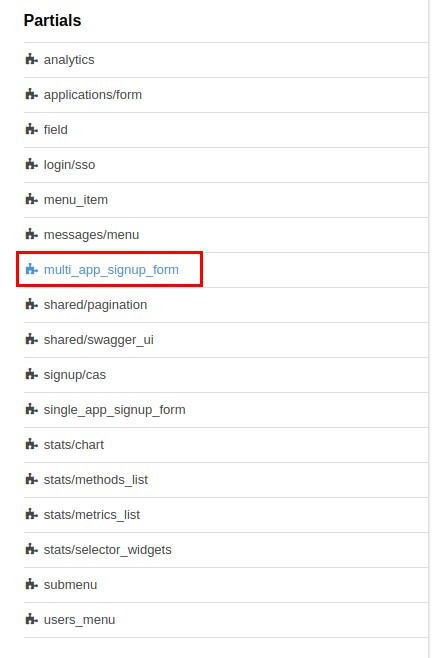 Partials
analytics
applications/form
field
login/sso
menu_item
messages/menu
multi_app_signup_form
shared/pagination
shared/swagger_ui
signup/cas
single_app_signup_form
stats/chart
stats/methods_list
stats/metrics_list
stats/selector_widgets
submenu
users_menu